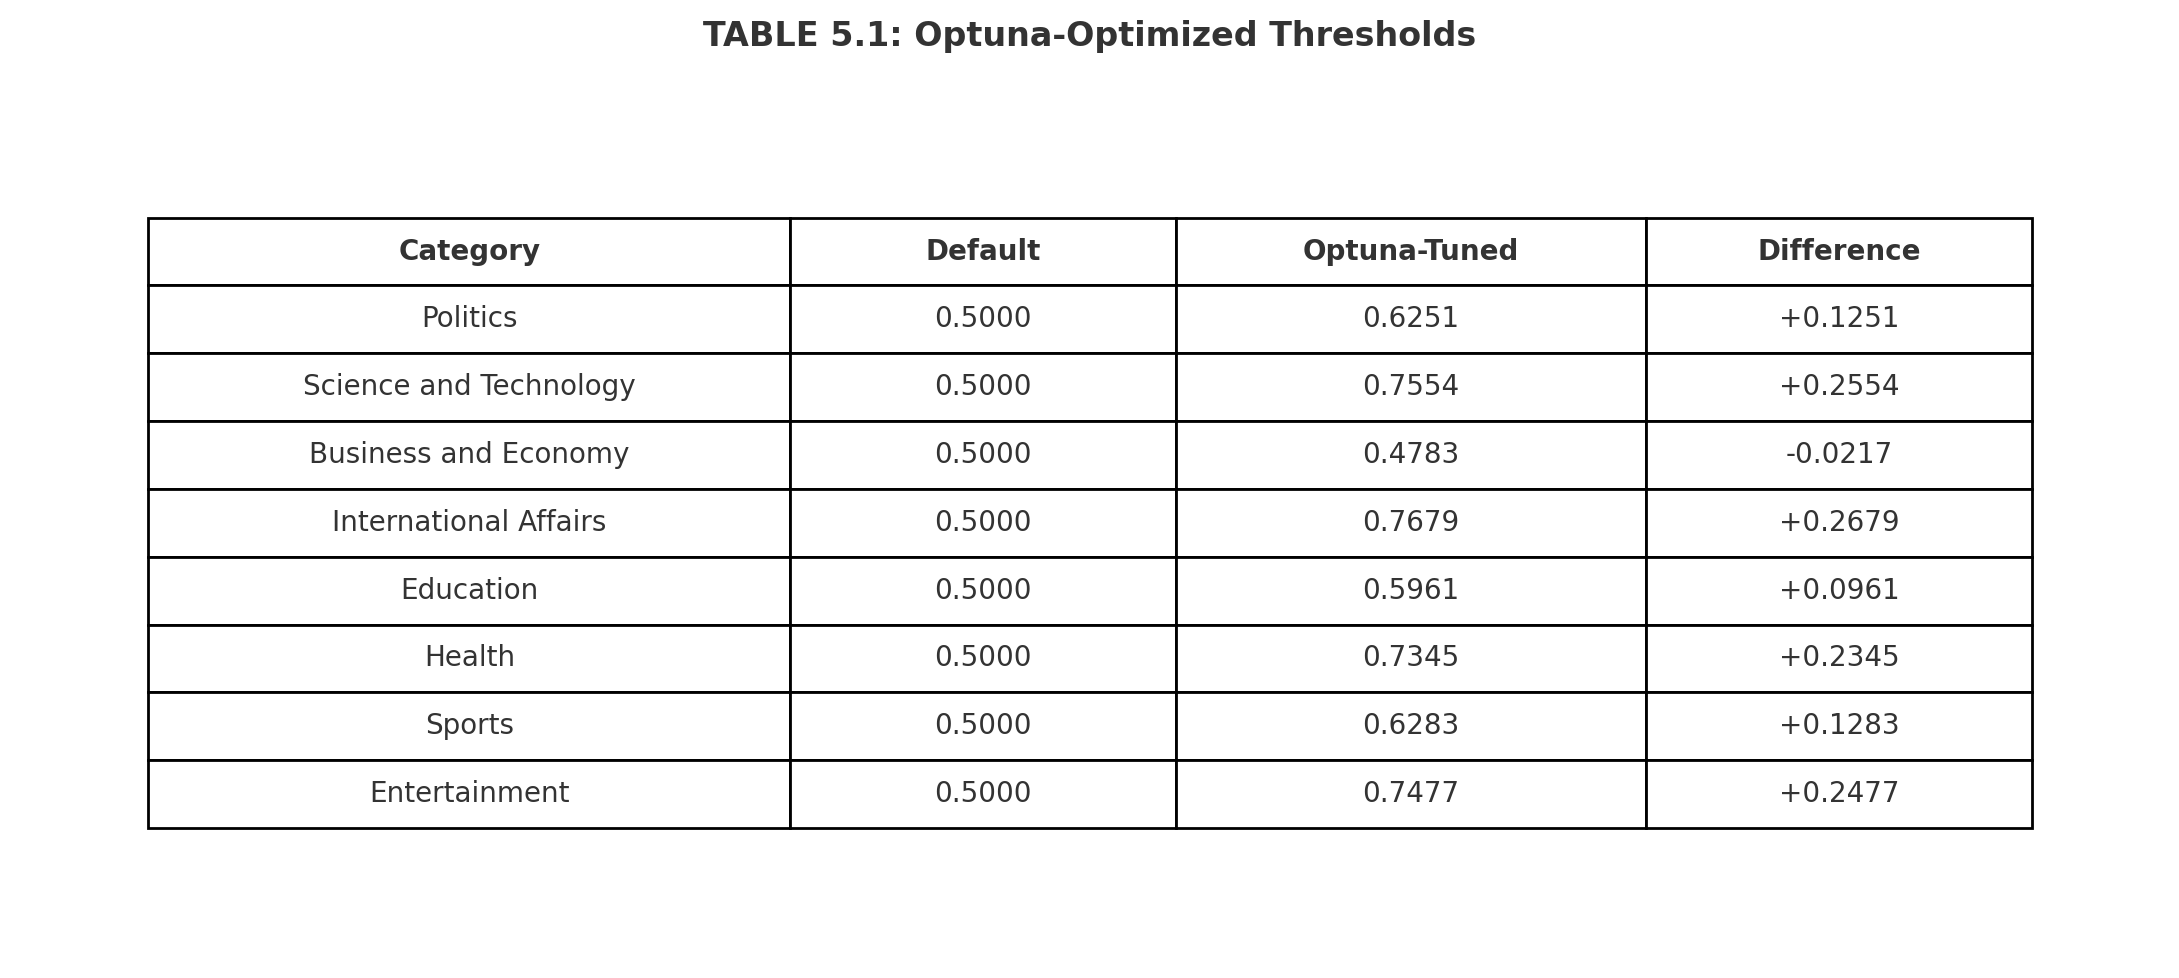 TABLE 5.1: Optuna-Optimized Thresholds
Category Default Optuna-Tuned Difference
Politics 0.5000 0.6251 +0.1251
Science and Technology 0.5000 0.7554 +0.2554
Business and Economy 0.5000 0.4783 -0.0217
International Affairs 0.5000 0.7679 +0.2679
Education 0.5000 0.5961 +0.0961
Health 0.5000 0.7345 +0.2345
Sports 0.5000 0.6283 +0.1283
Entertainment 0.5000 0.7477 +0.2477